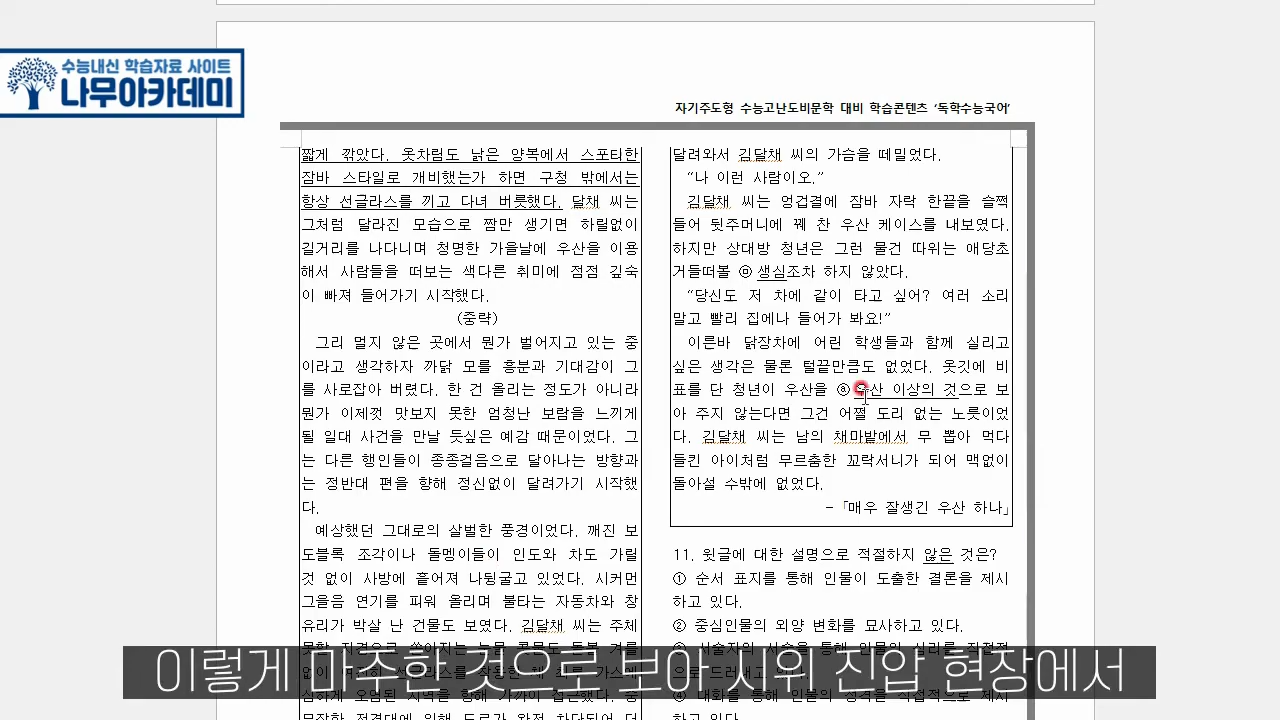 수능내신 학습자료 사이트
나무아카데미
자기주도형 수능고난도비문학 대비 학습콘텐츠 ‘독학수능국어’
짧게 깎았다. 옷차림도 낡은 양복에서 스포티한
잠바 스타일로 개비했는가 하면 구청 밖에서는
항상 선글라스를 끼고 다녀 버릇했다. 달채 씨는
그처럼 달라진 모습으로 짬만 생기면 하릴없이
길거리를 나다니며 청명한 가을날에 우산을 이용
해서 사람들을 떠보는 색다른 취미에 점점 깊숙
이 빠져 들어가기 시작했다.
(중략)
그리 멀지 않은 곳에서 뭔가 벌어지고 있는 중
이라고 생각하자 까닭 모를 흥분과 기대감이 그
를 사로잡아 버렸다. 한 건 올리는 정도가 아니라
뭔가 이제껏 맛보지 못한 엄청난 보람을 느끼게
될 일대 사건을 만날 듯싶은 예감 때문이었다. 그
는 다른 행인들이 종종걸음으로 달아나는 방향과
는 정반대 편을 향해 정신없이 달려가기 시작했
다.
예상했던 그대로의 살벌한 풍경이었다. 깨진 보
도블록 조각이나 돌멩이들이 인도와 차도 가릴
것 없이 사방에 흩어져 나뒹굴고 있었다. 시커먼
그을음 연기를 피워 올리며 불타는 자동차와 창
유리가 박살 난 건물도 보였다. 김달채 씨는 주체
달려와서 김달채 씨의 가슴을 떼밀었다.
“나 이런 사람이오.”
김달채 씨는 엉겁결에 잠바 자락 한끝을 슬쩍
들어 뒷주머니에 꿰 찬 우산 케이스를 내보였다.
하지만 상대방 청년은 그런 물건 따위는 애당초
거들떠볼 ⓔ 생심조차 하지 않았다.
“당신도 저 차에 같이 타고 싶어? 여러 소리
말고 빨리 집에나 들어가 봐요!”
이른바 닭장차에 어린 학생들과 함께 실리고
싶은 생각은 물론 털끝만큼도 없었다. 옷깃에 비
표를 단 청년이 우산을 ⓐ 우산 이상의 것으로 보
아 주지 않는다면 그건 어쩔 도리 없는 노릇이었
다. 김달채 씨는 남의 채마밭에서 무 뽑아 먹다
들킨 아이처럼 무르춤한 꼬락서니가 되어 맥없이
돌아설 수밖에 없었다.
- 「매우 잘생긴 우산 하나」
11. 윗글에 대한 설명으로 적절하지 않은 것은?
① 순서 표지를 통해 인물이 도출한 결론을 제시
하고 있다.
② 중심인물의 외양 변화를 묘사하고 있다.
이렇게 마주한 것으로 보아 시위 진압 현장에서